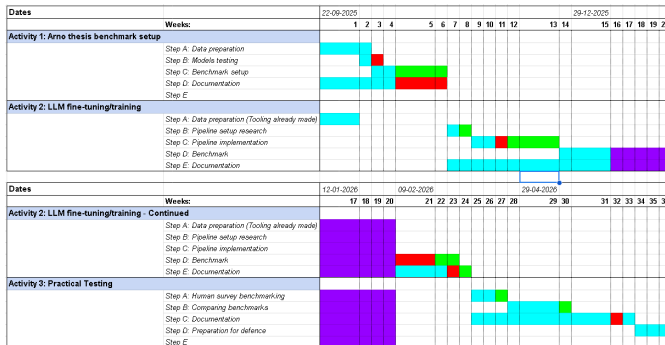 Dates 22-09-2025 29-12-2025
Weeks: 1 2 3 4 5 6 7 8 9 10 11 12 13 14 15 16 17 18 19
Activity 1: Arno thesis benchmark setup
Step A: Data preparation
Step B: Models testing
Step C: Benchmark setup
Step D: Documentation
Step E
Activity 2: LLM fine-tuning/training
Step A: Data preparation (Tooling already made)
Step B: Pipeline setup research
Step C: Pipeline implementation
Step D: Benchmark
Step E: Documentation
Dates 12-01-2026 09-02-2026 29-04-2026
Weeks: 17 18 19 20 21 22 23 24 25 26 27 28 29 30 31 32 33 34 35
Activity 2: LLM fine-tuning/training - Continued
Step A: Data preparation (Tooling already made)
Step B: Pipeline setup research
Step C: Pipeline implementation
Step D: Benchmark
Step E: Documentation
Activity 3: Practical Testing
Step A: Human survey benchmarking
Step B: Comparing benchmarks
Step C: Documentation
Step D: Preparation for defence
Step E